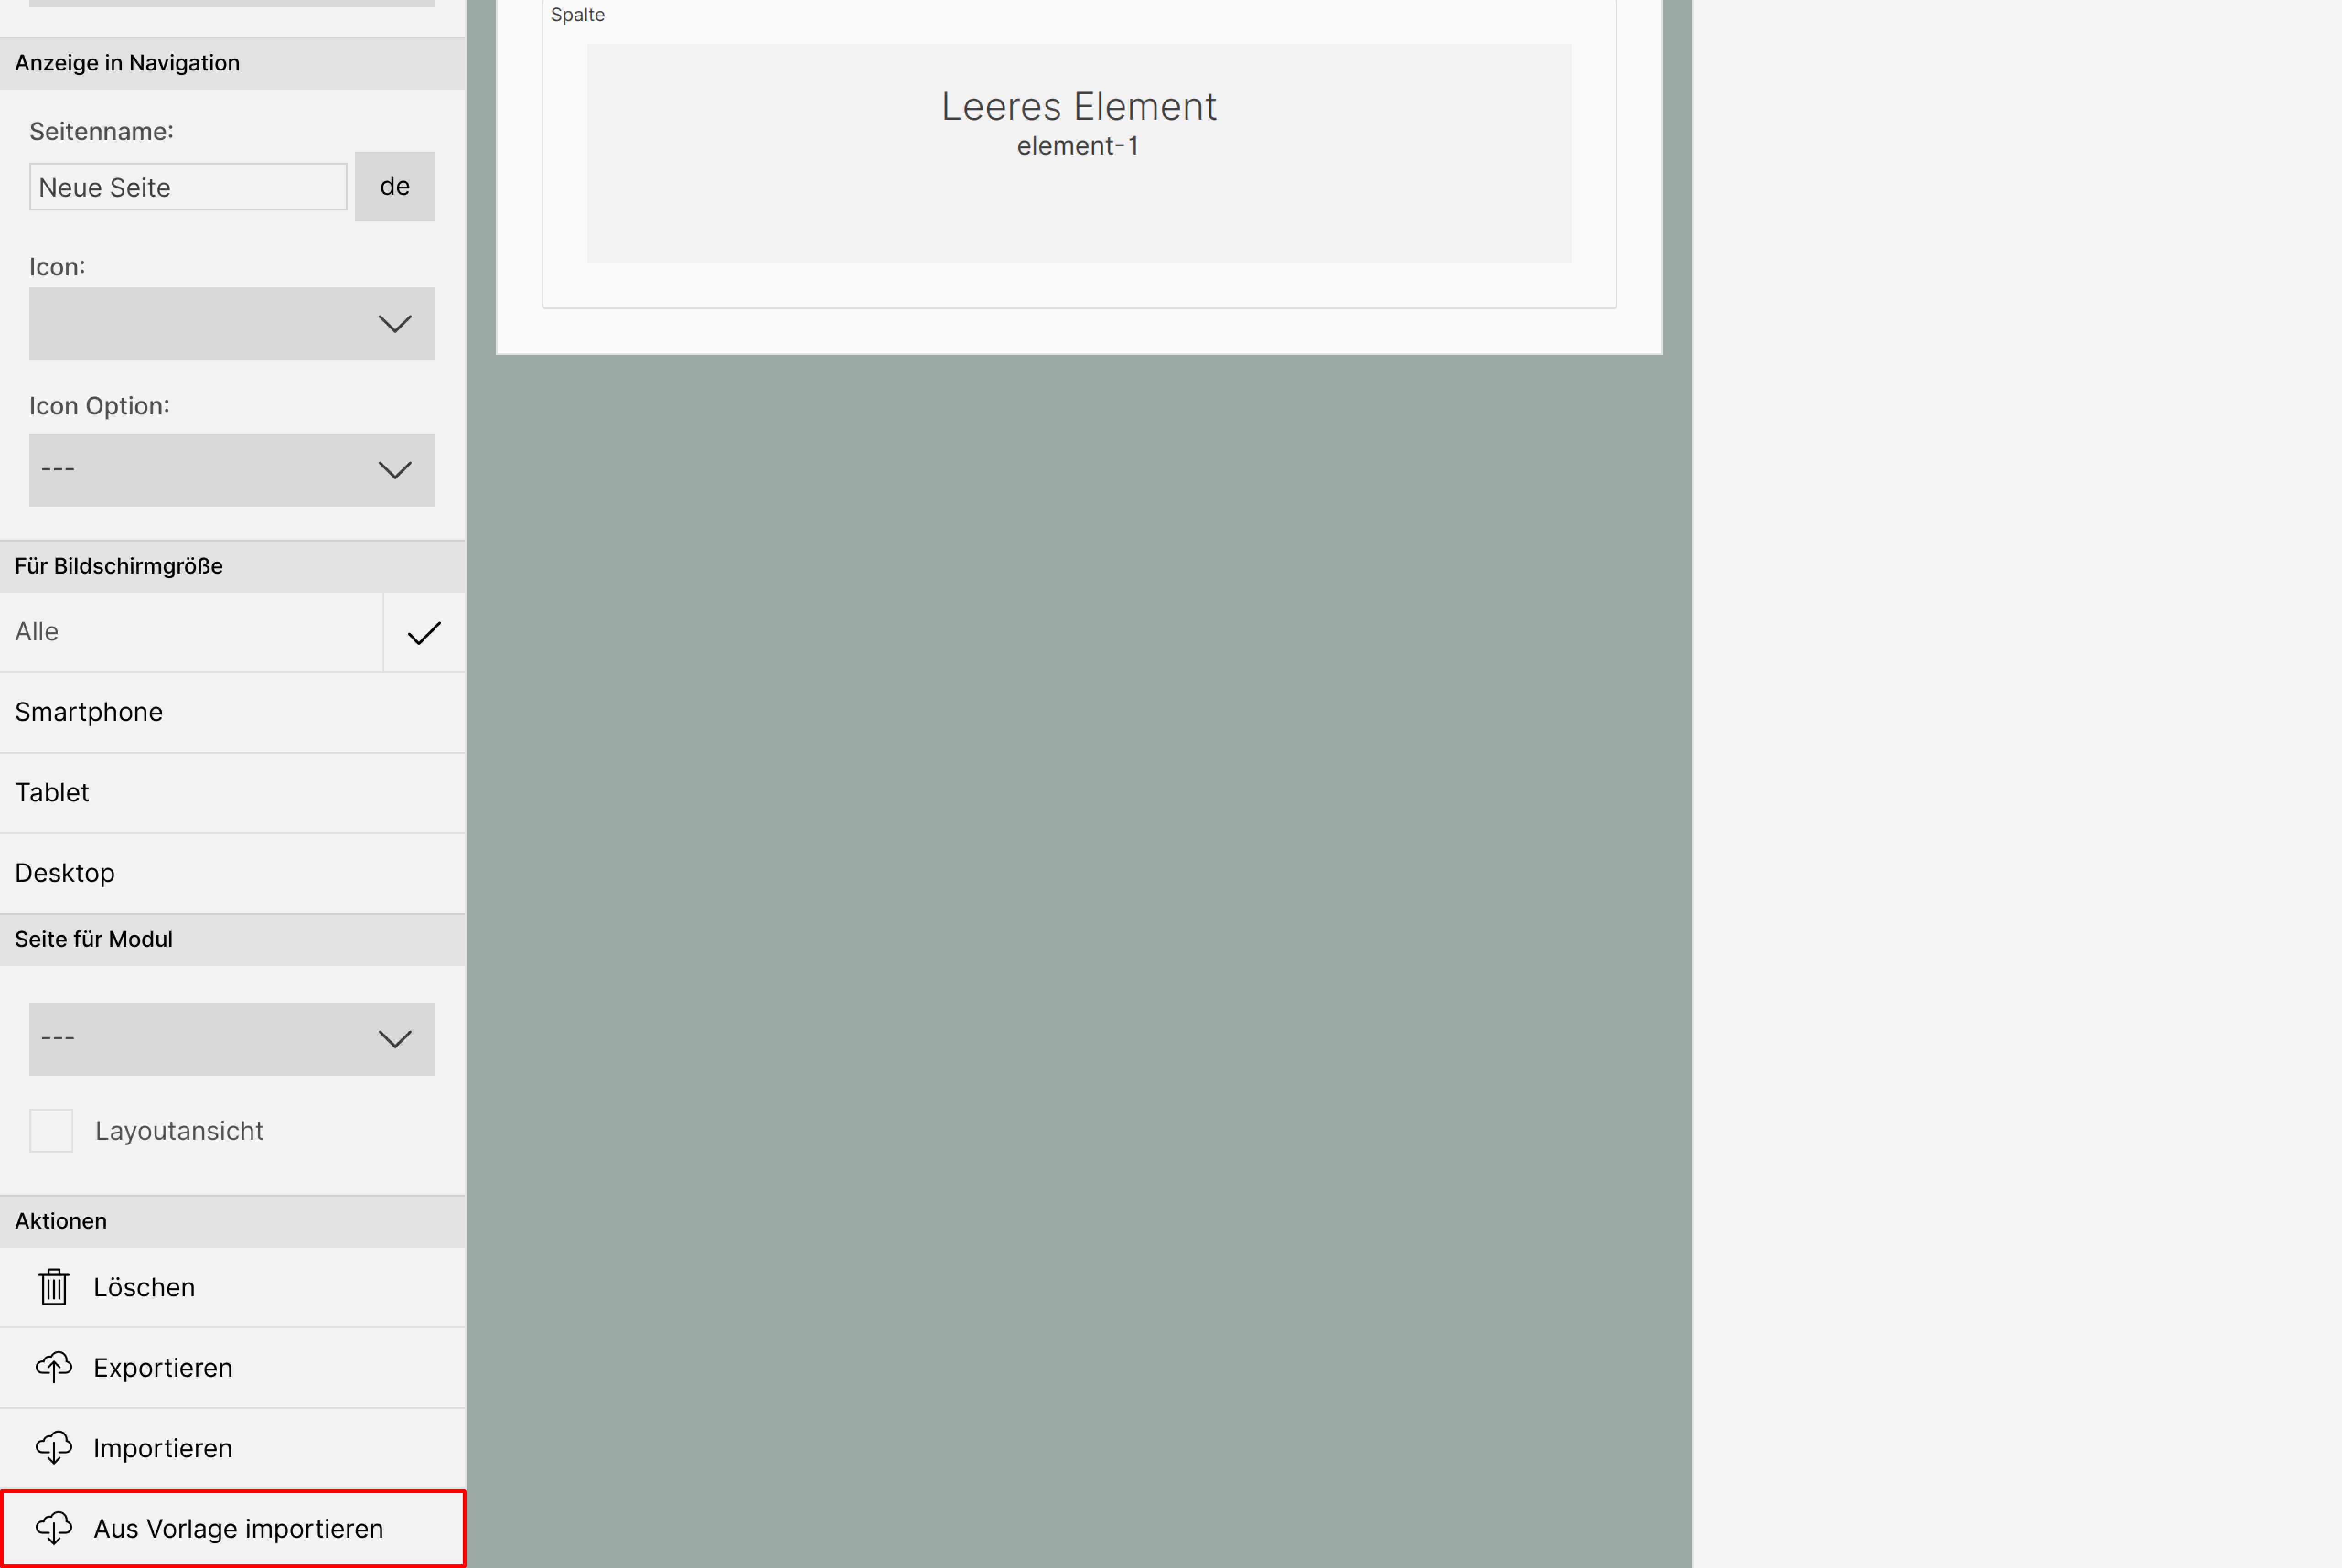 Anzeige in Navigation
Seitenname:
Neue Seite
de
Icon:
Icon Option:
---
Für Bildschirmgröße
Alle
Smartphone
Tablet
Desktop
Seite für Modul
---
Layoutansicht
Aktionen
Löschen
Exportieren
Importieren
Aus Vorlage importieren
Spalte
Leeres Element
element-1